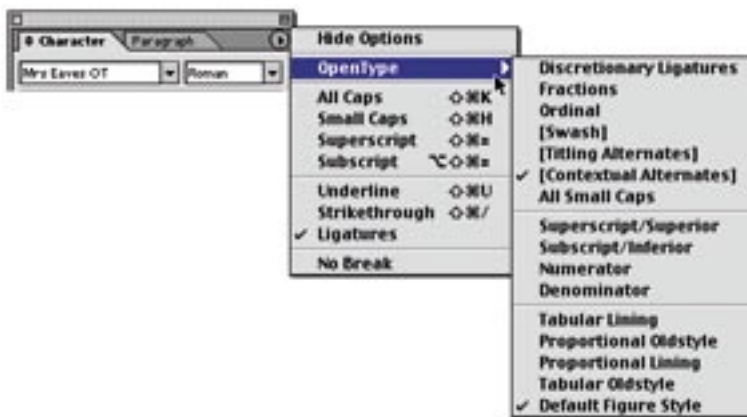 Character
Paragraph
Mrs Eaves OT
Roman
Hide Options
OpenType
All Caps ⇧⌘K
Small Caps ⇧⌘H
Superscript ⇧⌘=
Subscript ⌥⇧⌘=
Underline ⇧⌘U
Strikethrough ⇧⌘/
✓ Ligatures
No Break
Discretionary Ligatures
Fractions
Ordinal
[Swash]
[Titling Alternates]
✓ [Contextual Alternates]
All Small Caps
Superscript/Superior
Subscript/Inferior
Numerator
Denominator
Tabular Lining
Proportional Oldstyle
Proportional Lining
Tabular Oldstyle
✓ Default Figure Style